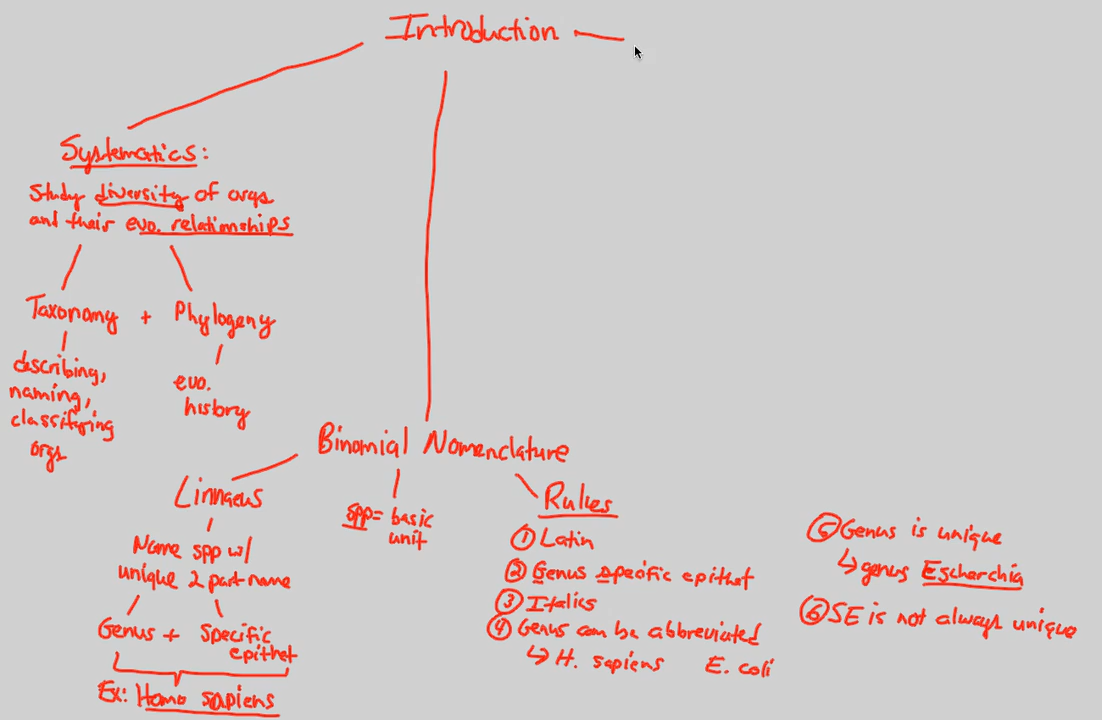 Introduction
Systematics:
Study diversity of orgs
and their evo. relationships
Taxonomy + Phylogeny
describing,
naming,
classifying
orgs
evo.
history
Binomial Nomenclature
Linnaeus
Name spp w/
unique 2 part name
Genus + Specific
epithet
Ex: Homo sapiens
spp = basic
unit
Rules
① Latin
② Genus specific epithet
③ Italics
④ Genus can be abbreviated
↳ H. sapiens E. coli
⑤ Genus is unique
↳ genus Escherchia
⑥ SE is not always unique